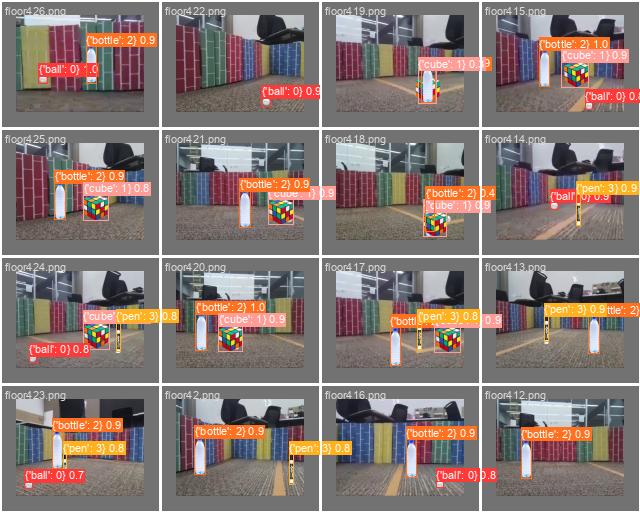 floor426.png
{'bottle': 2} 0.9
{'ball': 0} 1.0
floor422.png
{'ball': 0} 0.9
floor419.png
{'cube': 1} 0.9
floor415.png
{'bottle': 2} 1.0
{'cube': 1} 0.9
{'ball': 0} 0.8
floor425.png
{'bottle': 2} 0.9
{'cube': 1} 0.8
floor421.png
{'bottle': 2} 0.9
{'cube': 1} 0.9
floor418.png
{'bottle': 2} 0.4
{'cube': 1} 0.9
floor414.png
{'pen': 3} 0.9
{'ball': 0} 0.9
floor424.png
{'cube'
{'pen': 3} 0.8
{'ball': 0} 0.8
floor420.png
{'bottle': 2} 1.0
{'cube': 1} 0.9
floor417.png
{'pen': 3} 0.8
{'bottl
0.9
floor413.png
{'pen': 3} 0.9
ttle': 2}
floor423.png
{'bottle': 2} 0.9
{'pen': 3} 0.8
{'ball': 0} 0.7
floor42.png
{'bottle': 2} 0.9
{'pen': 3} 0.8
floor416.png
{'bottle': 2} 0.9
{'ball': 0} 0.8
floor412.png
{'bottle': 2} 0.9